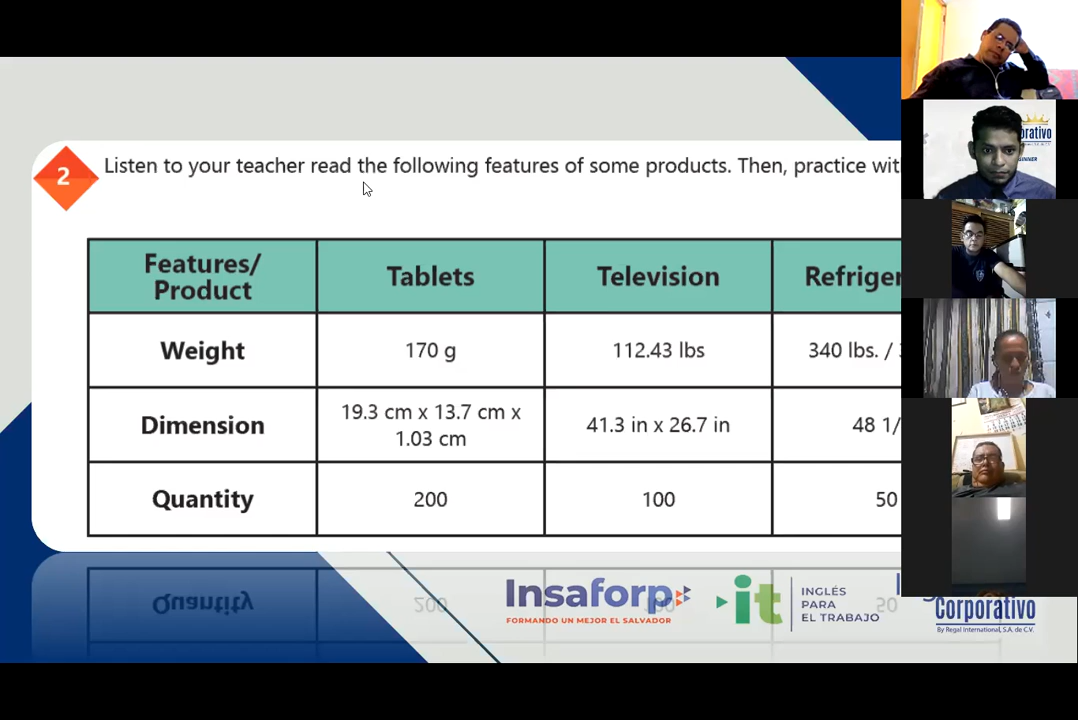 2
Listen to your teacher read the following features of some products. Then, practice
Features/ Tablets Television
Product
Weight 170 g 112.43 lbs 340 lbs. /
Dimension 19.3 cm x 13.7 cm x 41.3 in x 26.7 in 48 1/
1.03 cm
Quantity 200 100 50
Insaforp
FORMANDO UN MEJOR EL SALVADOR
it
INGLÉS
PARA
EL TRABAJO
Corporativo
By Regal International, S.A. de C.V.